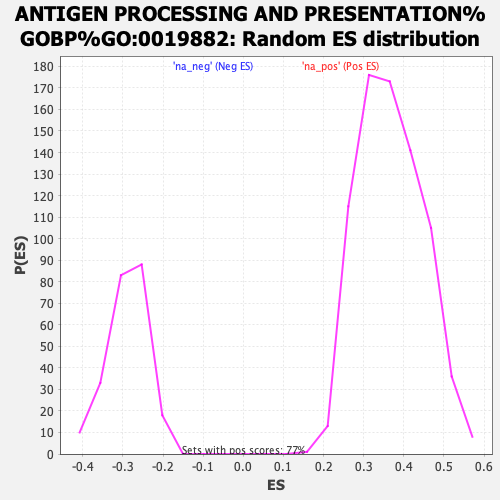 ANTIGEN PROCESSING AND PRESENTATION%
GOBP%GO:0019882: Random ES distribution
'na_neg' (Neg ES) 'na_pos' (Pos ES)
180
170
160
150
140
130
120
110
100
90
80
70
60
50
40
30
20
10
0
P(ES)
Sets with pos scores: 77%
-0.4 -0.3 -0.2 -0.1 0.0 0.1 0.2 0.3 0.4 0.5 0.6
ES